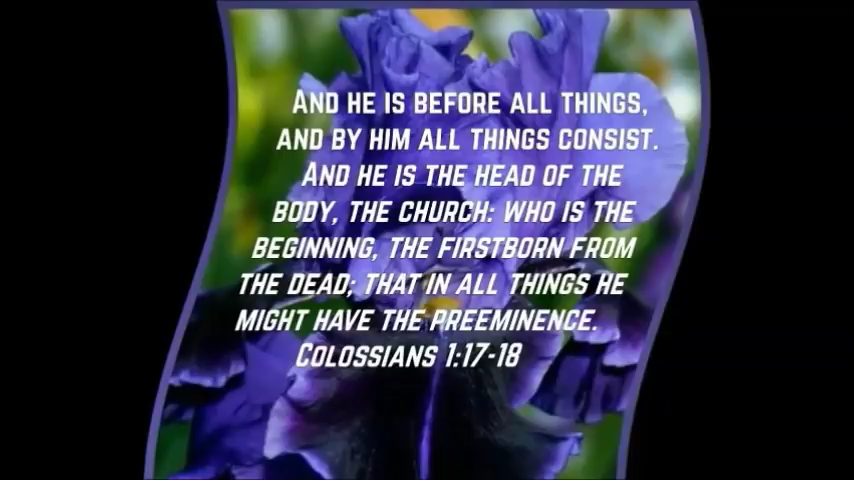 AND HE IS BEFORE ALL THINGS,
AND BY HIM ALL THINGS CONSIST.
AND HE IS THE HEAD OF THE
BODY, THE CHURCH: WHO IS THE
BEGINNING, THE FIRSTBORN FROM
THE DEAD; THAT IN ALL THINGS HE
MIGHT HAVE THE PREEMINENCE.
COLOSSIANS 1:17-18